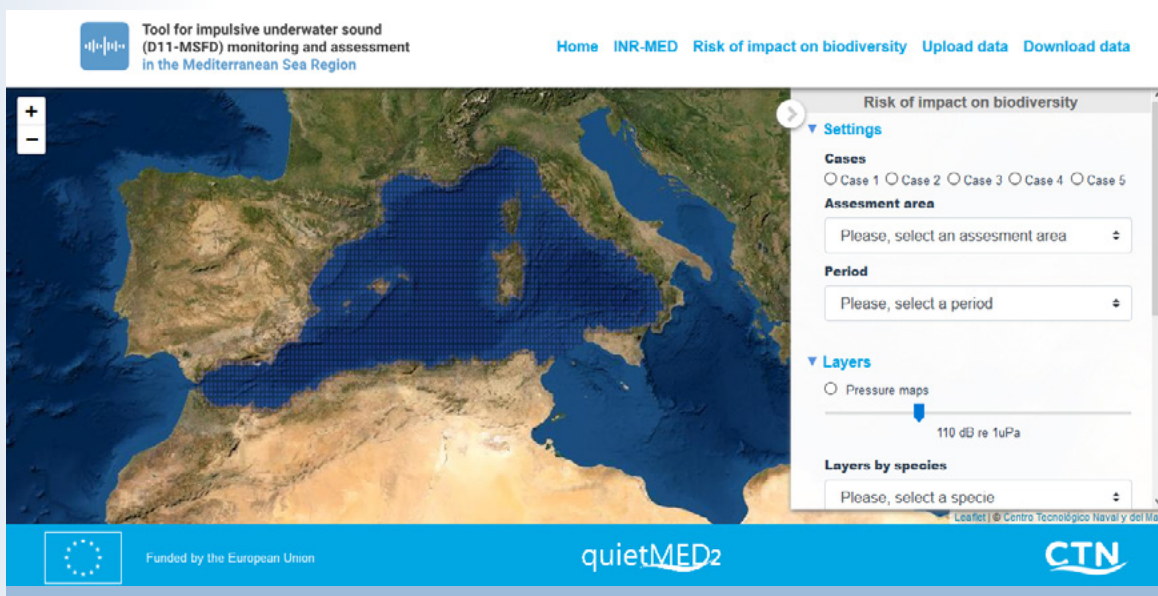 Tool for impulsive underwater sound
(D11-MSFD) monitoring and assessment
in the Mediterranean Sea Region
Home INR-MED Risk of impact on biodiversity Upload data Download data
+
−
Risk of impact on biodiversity
Settings
Cases
Case 1 Case 2 Case 3 Case 4 Case 5
Assesment area
Please, select an assesment area
Period
Please, select a period
Layers
Pressure maps
110 dB re 1uPa
Layers by species
Please, select a specie
Leaflet | © Centro Tecnológico Naval y del Ma
Funded by the European Union
quietMED2
CTN